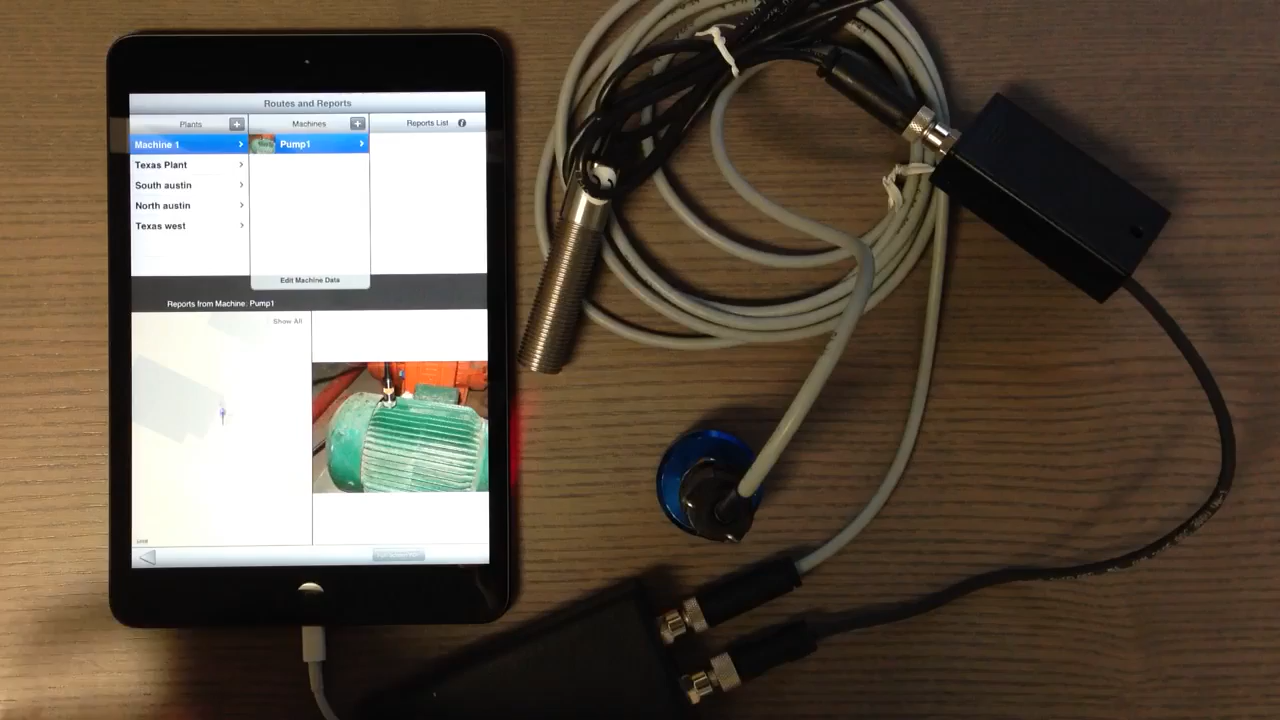 Routes and Reports
Plants
Machines
Reports List
Machine 1
Pump1
Texas Plant
South austin
North austin
Texas west
Edit Machine Data
Reports from Machine: Pump1
Show All